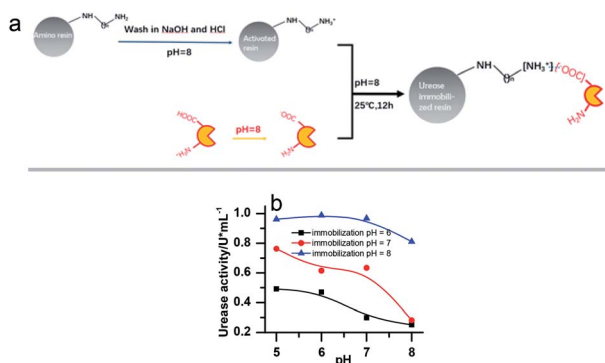 a
Amino resin
NH
NH₂
Wash in NaOH and HCl
pH=8
Activated resin
NH
HOOC
⁺H₃N
pH=8
⁻OOC
H₂N
pH=8
25℃,12h
Urease
immobili-
zed resin
NH
[NH₃⁺]
{⁻OOC
H₂N
b
Urease activity/U*mL⁻¹
1.0
0.8
0.6
0.4
0.2
immobilization pH = 6
immobilization pH = 7
immobilization pH = 8
5 6 7 8
pH